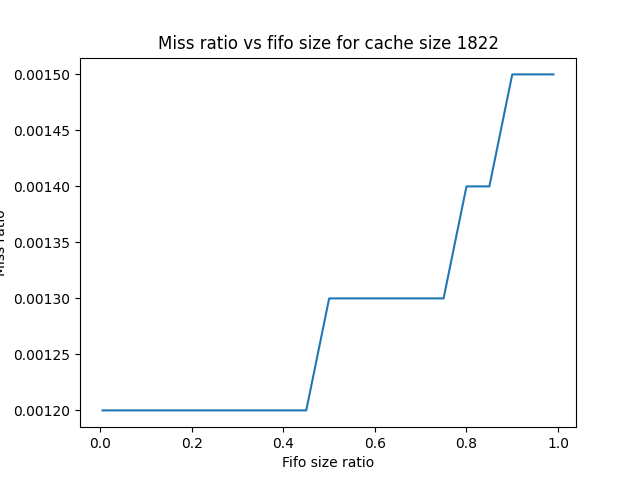 Miss ratio vs fifo size for cache size 1822
0.00150
0.00145
0.00140
0.00135
0.00130
0.00125
0.00120
Miss ratio
0.0 0.2 0.4 0.6 0.8 1.0
Fifo size ratio